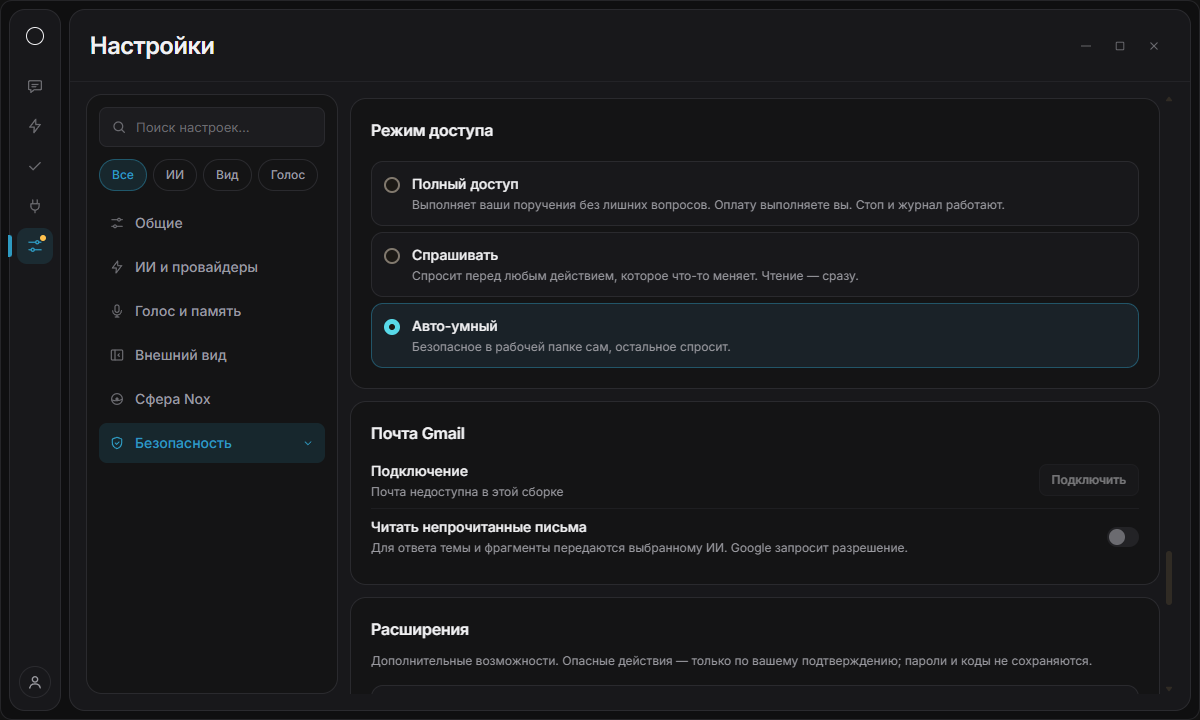 Настройки
Поиск настроек...
Все
ИИ
Вид
Голос
Общие
ИИ и провайдеры
Голос и память
Внешний вид
Сфера Nox
Безопасность
Режим доступа
Полный доступ
Выполняет ваши поручения без лишних вопросов. Оплату выполняете вы. Стоп и журнал работают.
Спрашивать
Спросит перед любым действием, которое что-то меняет. Чтение — сразу.
Авто-умный
Безопасное в рабочей папке сам, остальное спросит.
Почта Gmail
Подключение
Почта недоступна в этой сборке
Подключить
Читать непрочитанные письма
Для ответа темы и фрагменты передаются выбранному ИИ. Google запросит разрешение.
Расширения
Дополнительные возможности. Опасные действия — только по вашему подтверждению; пароли и коды не сохраняются.